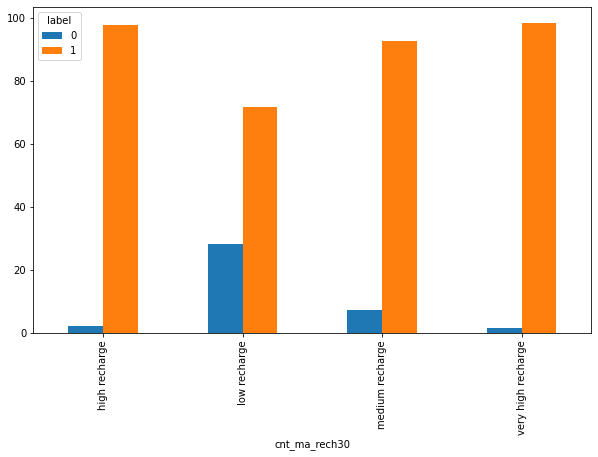 label
0
1
100
80
60
40
20
0
high recharge
low recharge
medium recharge
very high recharge
cnt_ma_rech30